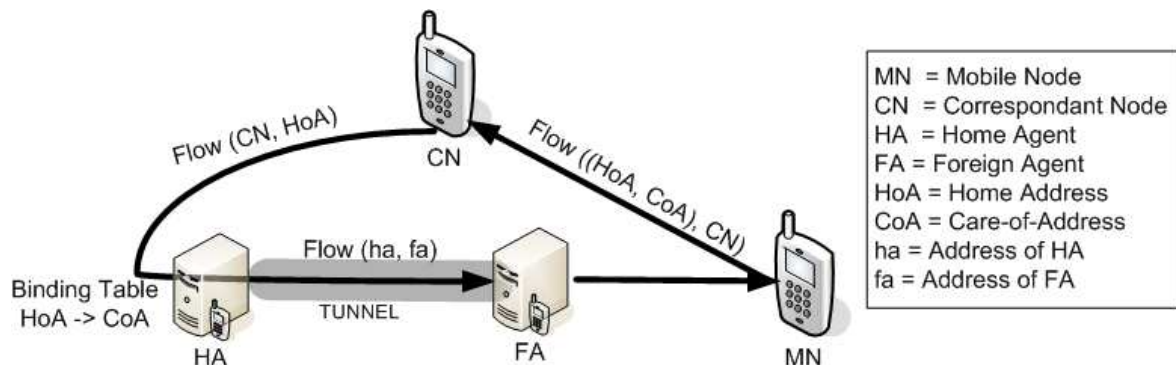 Flow (CN, HoA)
CN
Flow ((HoA, CoA), CN)
Flow (ha, fa)
TUNNEL
Binding Table
HoA -> CoA
HA
FA
MN
MN = Mobile Node
CN = Correspondant Node
HA = Home Agent
FA = Foreign Agent
HoA = Home Address
CoA = Care-of-Address
ha = Address of HA
fa = Address of FA